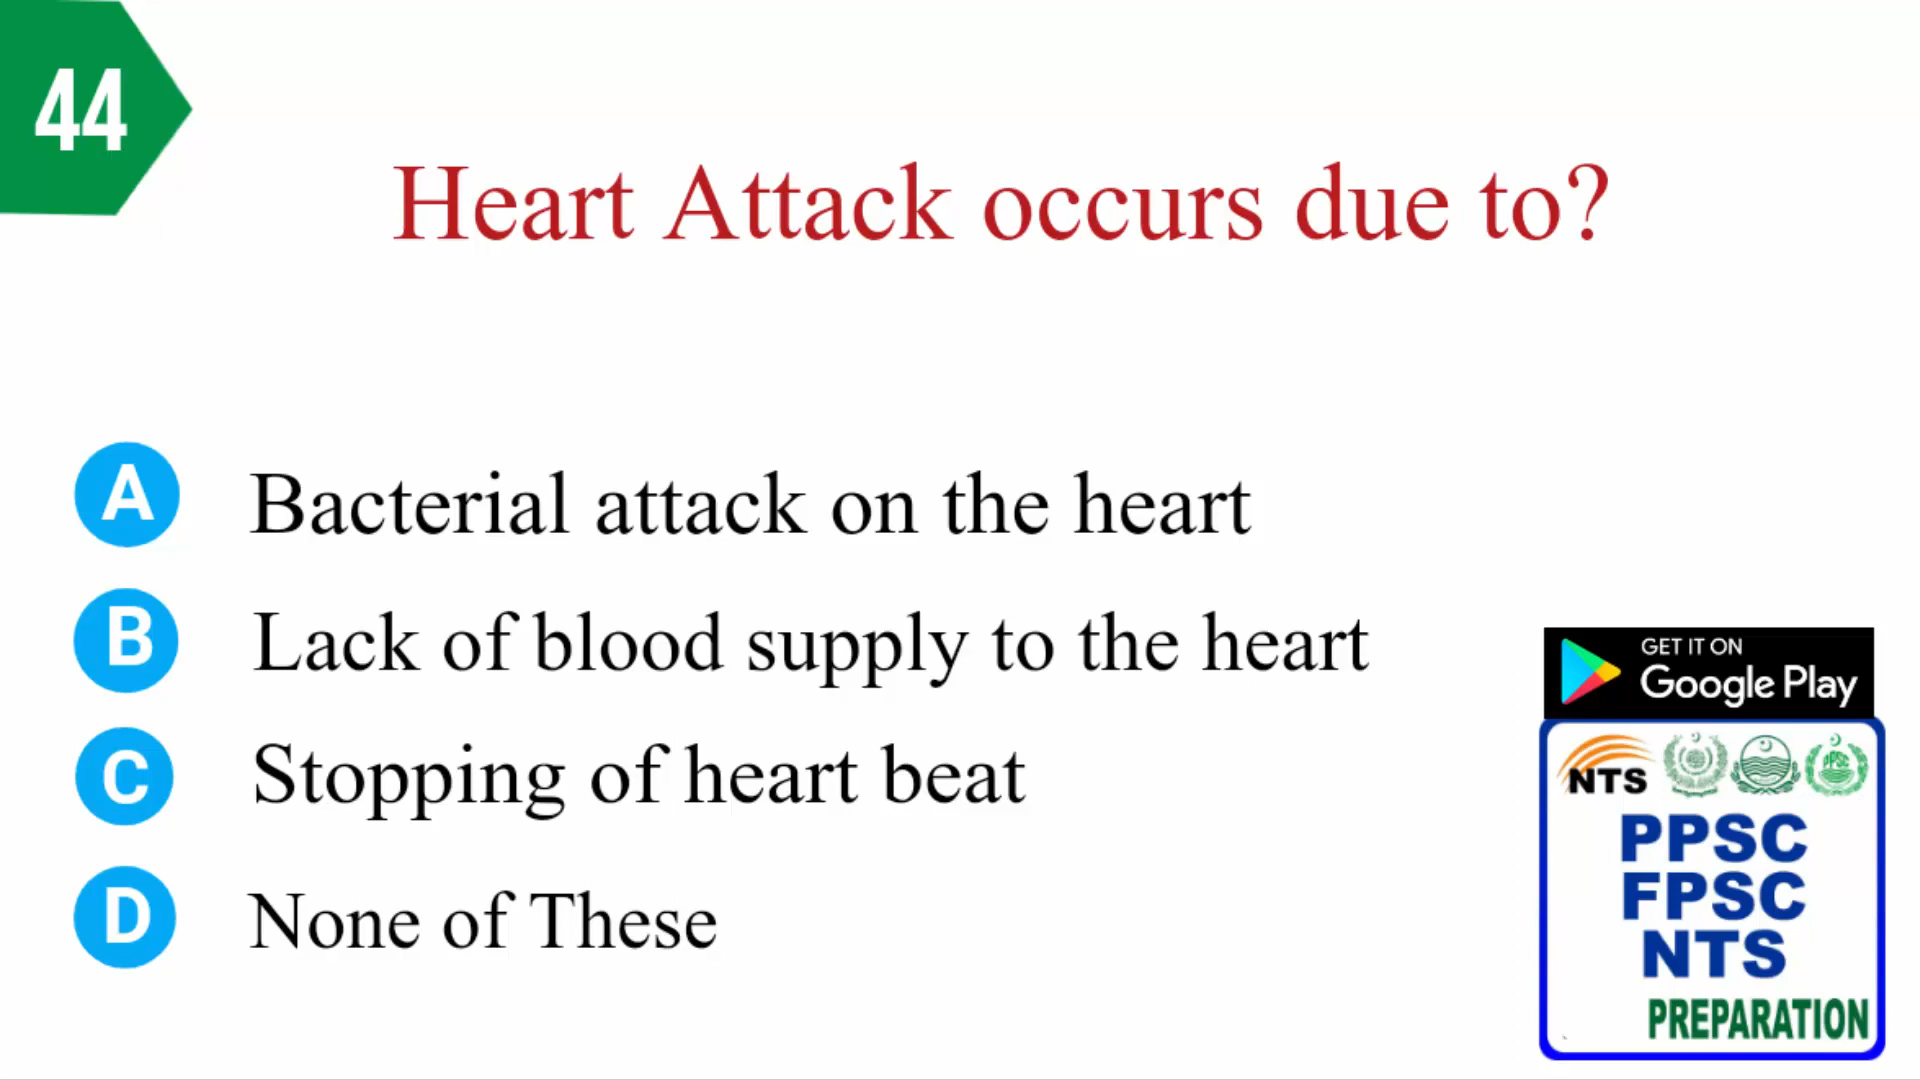 44
Heart Attack occurs due to?
A Bacterial attack on the heart
B Lack of blood supply to the heart
C Stopping of heart beat
D None of These
GET IT ON
Google Play
NTS
PPSC
PPSC
FPSC
NTS
PREPARATION